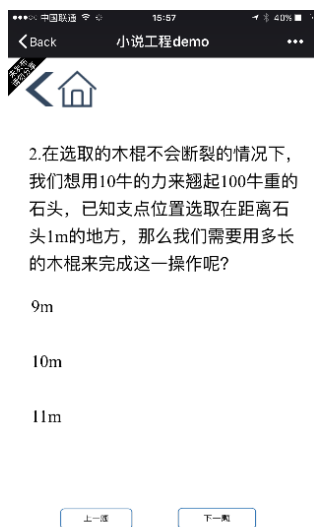 中国联通 15:57 40%
Back 小说工程demo
2.在选取的木棍不会断裂的情况下，
我们想用10牛的力来翘起100牛重的
石头，已知支点位置选取在距离石
头1m的地方，那么我们需要用多长
的木棍来完成这一操作呢？
9m
10m
11m
上一题 下一题